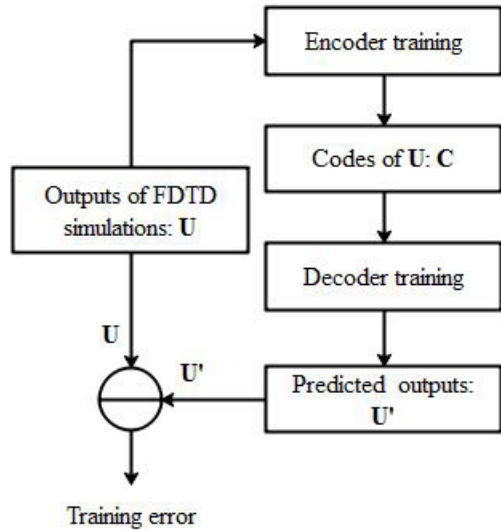 Encoder training
Codes of U: C
Outputs of FDTD
simulations: U
Decoder training
U
U'
Predicted outputs:
U'
Training error